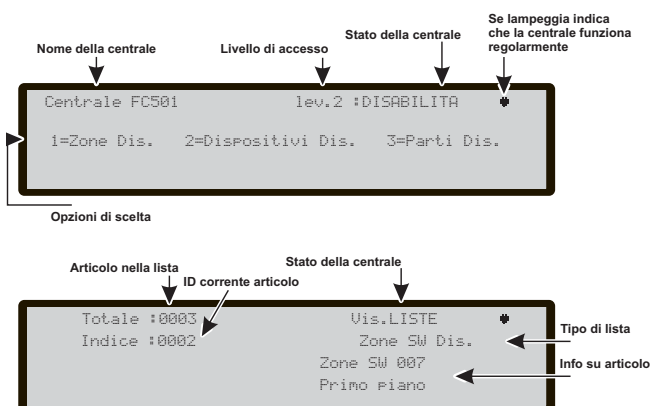 Se lampeggia indica
che la centrale funziona
regolarmente
Stato della centrale
Nome della centrale
Livello di accesso
Centrale FC501 lev.2 :DISABILITA
1=Zone Dis. 2=Dispositivi Dis. 3=Parti Dis.
Opzioni di scelta
Articolo nella lista
Stato della centrale
ID corrente articolo
Totale :0003 Vis.LISTE
Indice :0002 Zone SW Dis.
Tipo di lista
Zone SW 007
Info su articolo
Primo piano